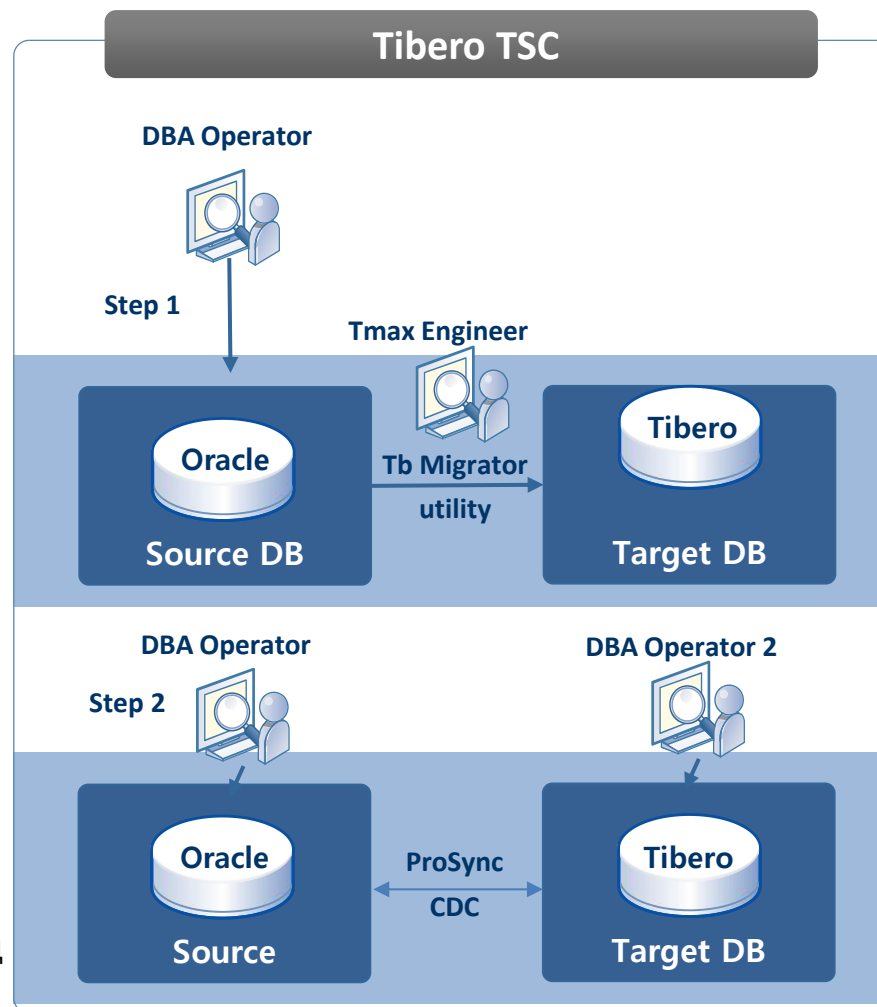 Tibero TSC
DBA Operator
Step 1
Tmax Engineer
Oracle
Tibero
Tb Migrator
utility
Source DB
Target DB
DBA Operator
DBA Operator 2
Step 2
Oracle
Tibero
ProSync
CDC
Source
Target DB